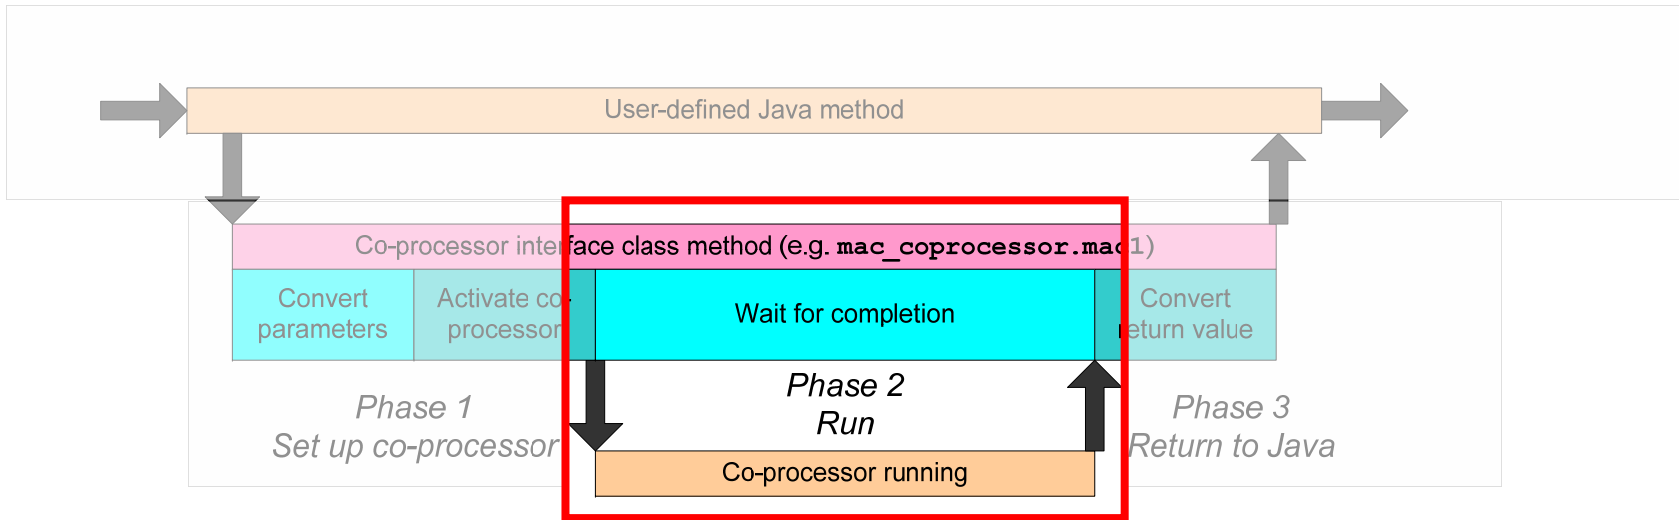 User-defined Java method
Co-processor interface class method (e.g. mac_coprocessor.mac1)
Convert
parameters
Activate co-
processor
Wait for completion
Convert
return value
Phase 1
Set up co-processor
Phase 2
Run
Phase 3
Return to Java
Co-processor running